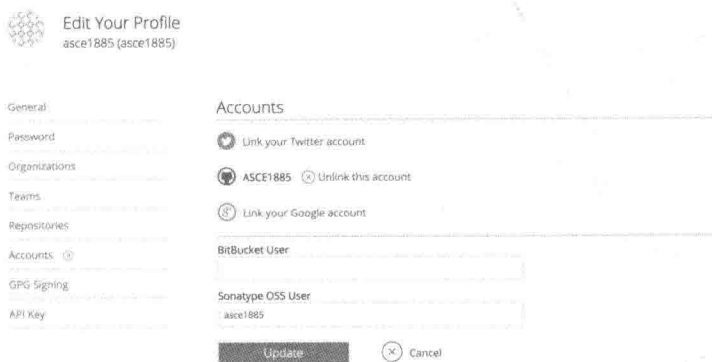 Edit Your Profile
asce1885 (asce1885)
General
Password
Organizations
Teams
Repositories
Accounts
GPG Signing
API Key
Accounts
Link your Twitter account
ASCE1885 Unlink this account
Link your Google account
BitBucket User
Sonatype OSS User
asce1885
Update Cancel